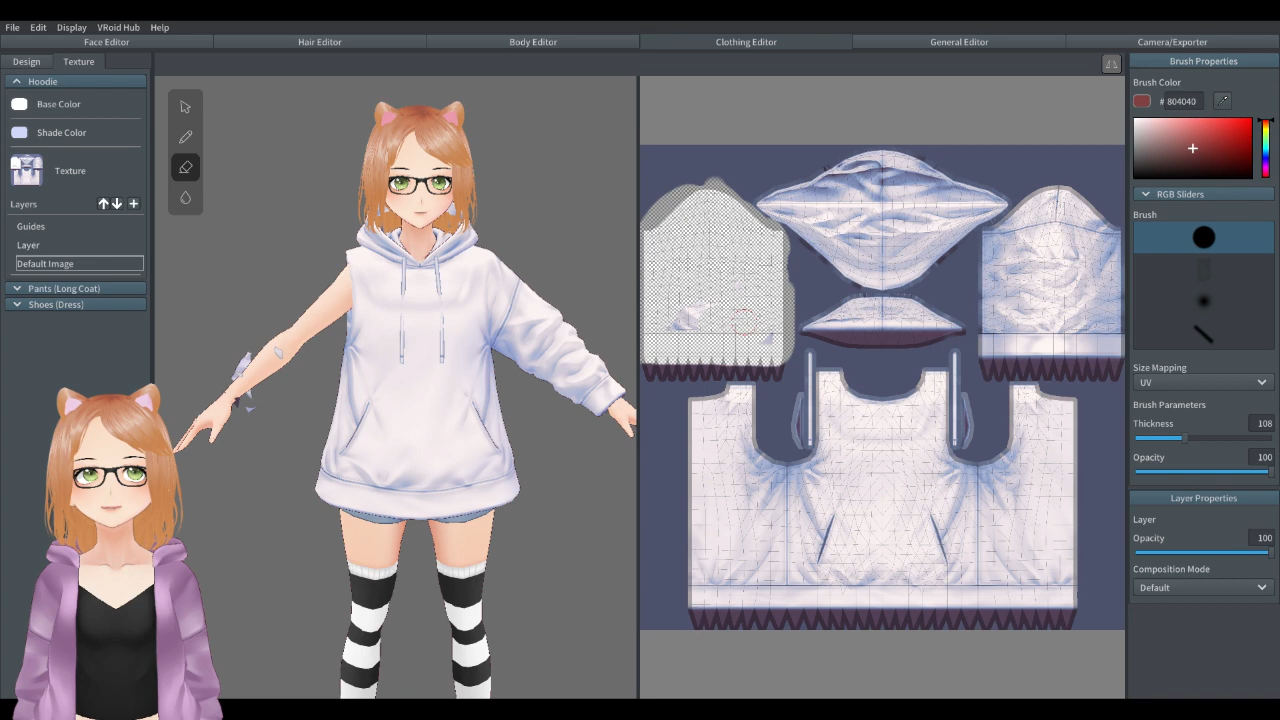 File Edit Display VRoid Hub Help
Face Editor Hair Editor Body Editor Clothing Editor General Editor Camera/Exporter
Design Texture
Hoodie
Base Color
Shade Color
Texture
Layers
Guides
Layer
Default Image
Pants (Long Coat)
Shoes (Dress)
Brush Properties
Brush Color
# 804040
RGB Sliders
Brush
Size Mapping
UV
Brush Parameters
Thickness 108
Opacity 100
Layer Properties
Layer
Opacity 100
Composition Mode
Default